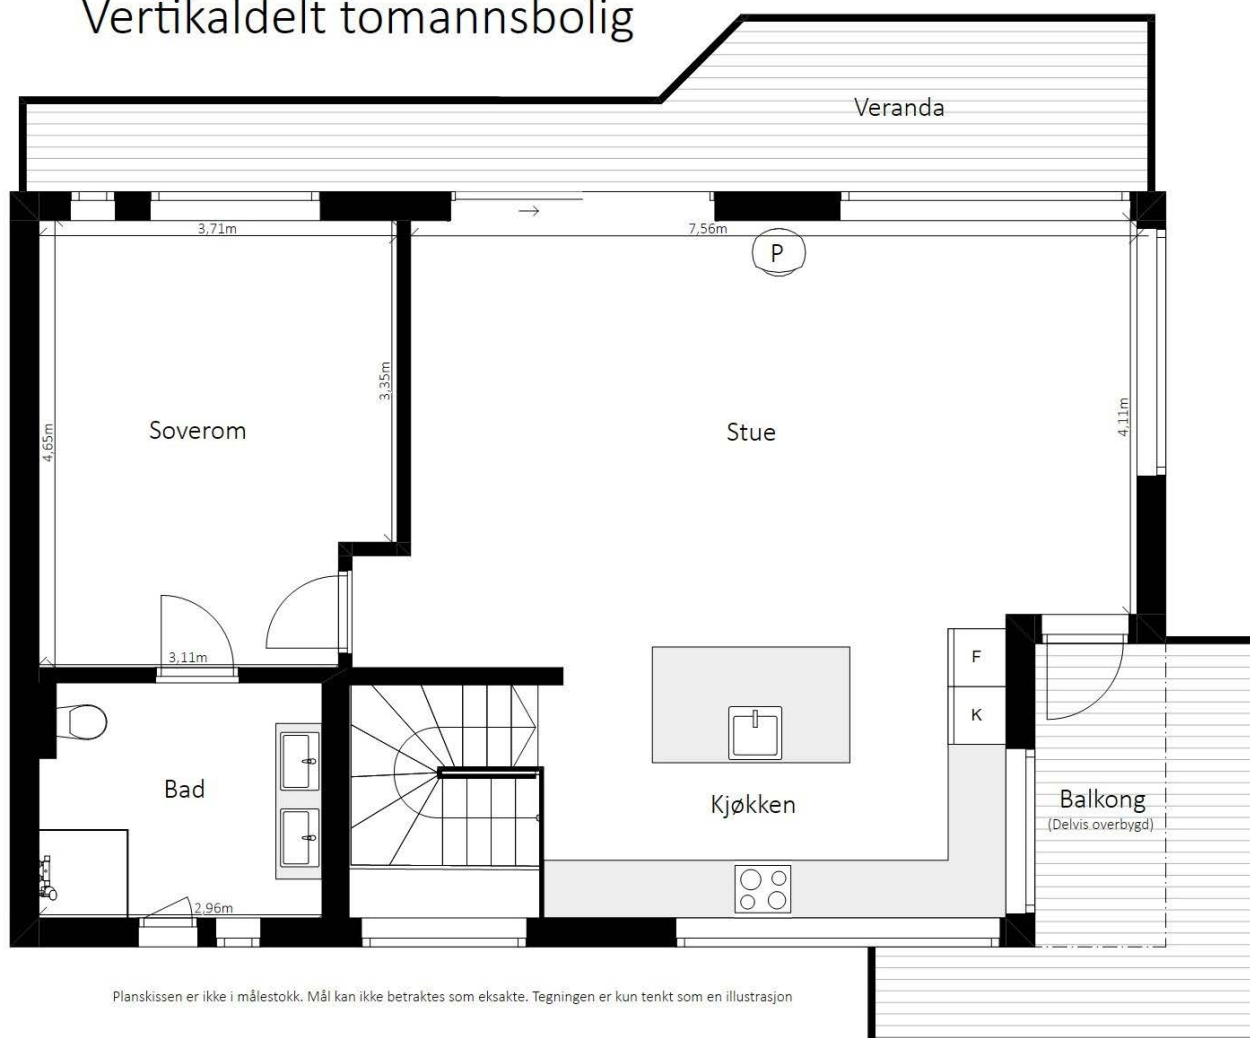 Vertikaldelt tomannsbolig
Veranda
3,71m
7,56m
P
3,35m
4,11m
4,65m
Soverom
Stue
3,11m
F
K
Bad
Kjøkken
Balkong
(Delvis overbygd)
2,96m
Planskissen er ikke i målestokk. Mål kan ikke betraktes som eksakte. Tegningen er kun tenkt som en illustrasjon